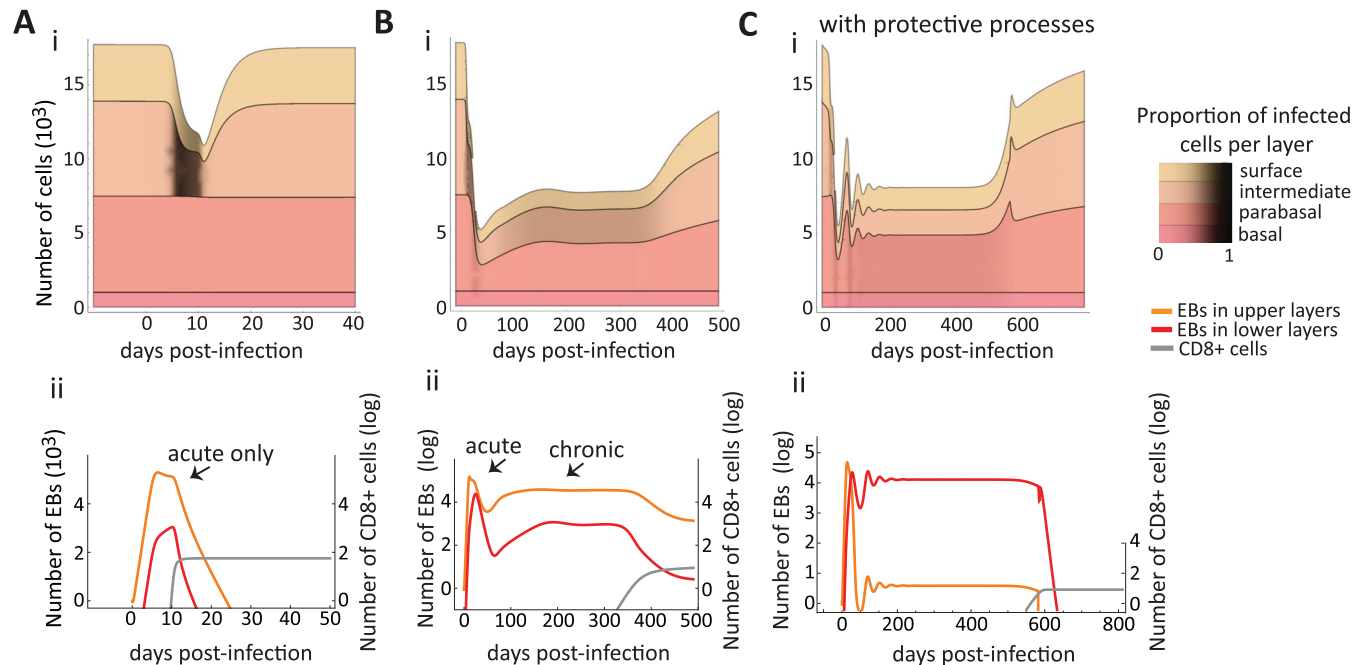 A
B
C
with protective processes
i
i
i
15
10
5
0
Number of cells (10³)
0
10
20
30
40
days post-infection
15
10
5
0
0
100
200
300
400
500
days post-infection
15
10
5
0
0
200
400
600
days post-infection
Proportion of infected
cells per layer
surface
intermediate
parabasal
basal
0
1
EBs in upper layers
EBs in lower layers
CD8+ cells
ii
ii
ii
Number of EBs (10³)
4
2
0
acute only
4
2
0
Number of CD8+ cells (log)
0
10
20
30
40
50
days post-infection
Number of EBs (log)
4
2
0
acute
chronic
4
2
0
Number of CD8+ cells (log)
0
100
200
300
400
500
days post-infection
Number of EBs (log)
5
4
3
2
1
0
4
2
0
Number of CD8+ cells (log)
0
200
400
600
800
days post-infection